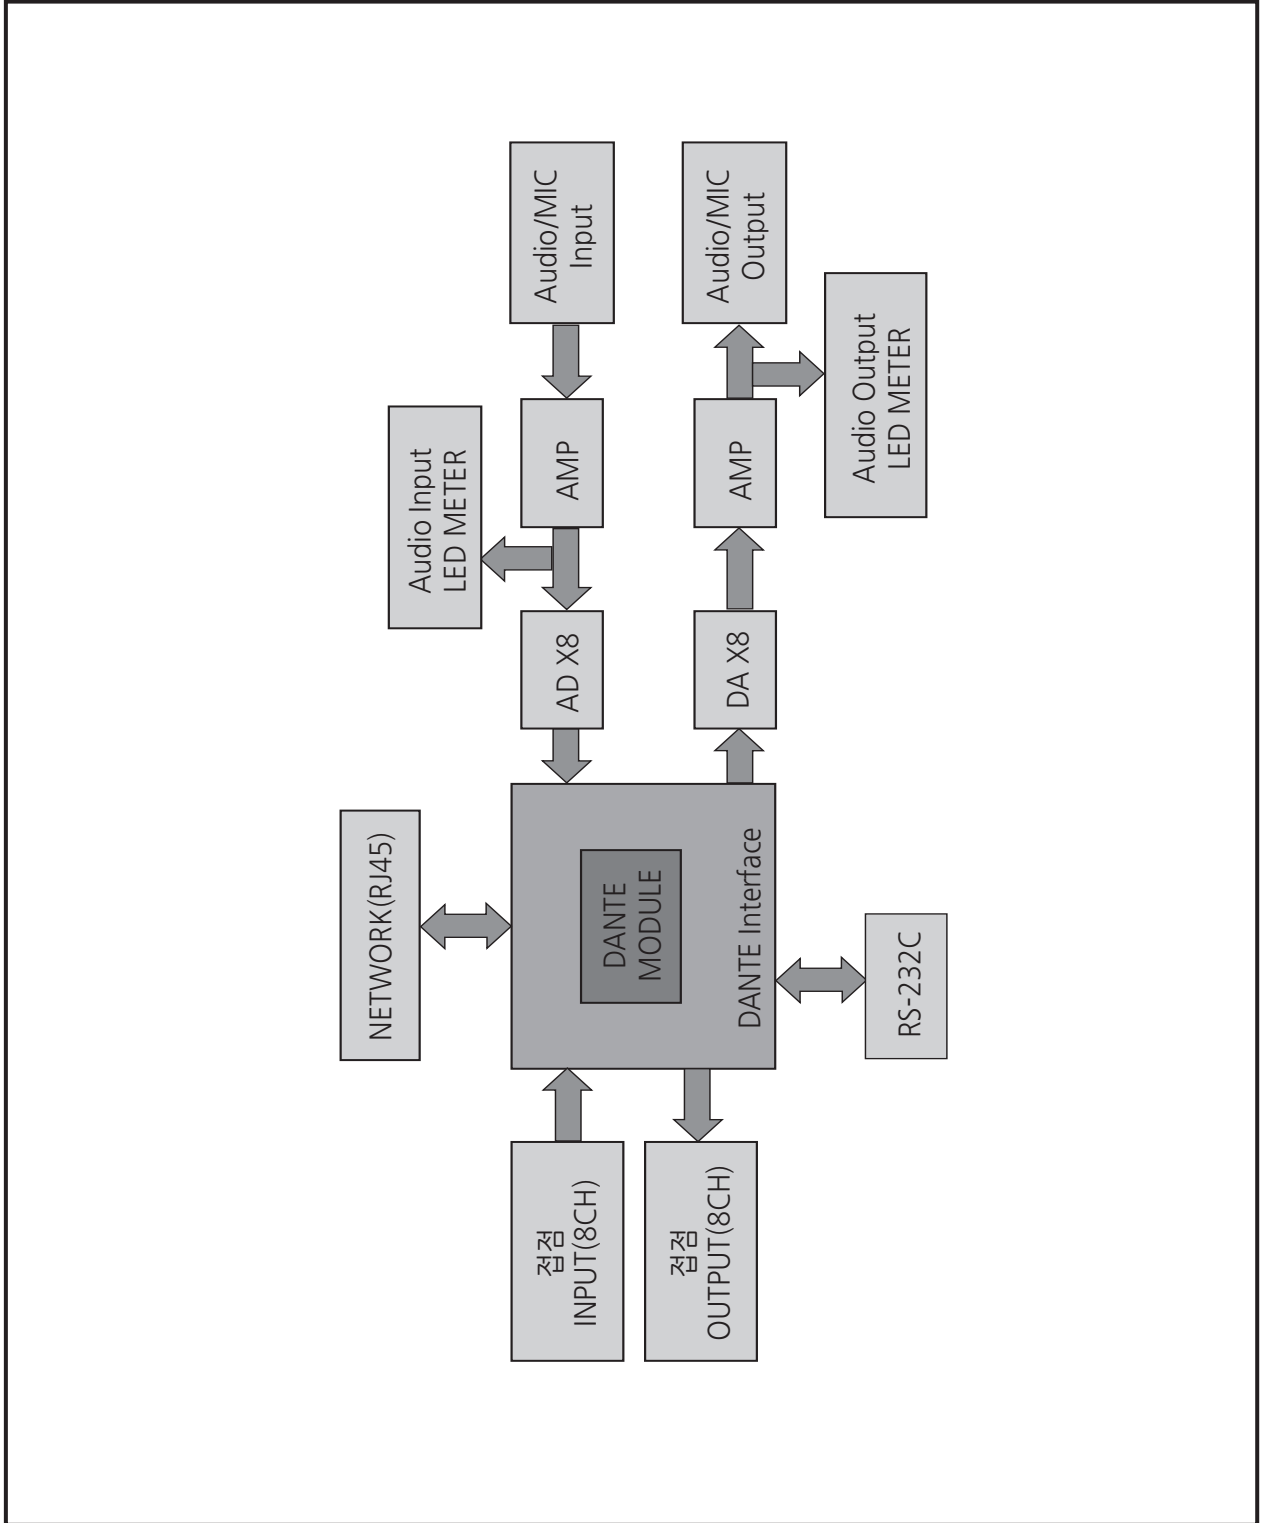 NETWORK(RJ45)
Audio Input
LED METER
접점
INPUT(8CH)
DANTE
MODULE
DANTE Interface
AD X8
AMP
Audio/MIC
Input
접점
OUTPUT(8CH)
DA X8
AMP
Audio/MIC
Output
RS-232C
Audio Output
LED METER